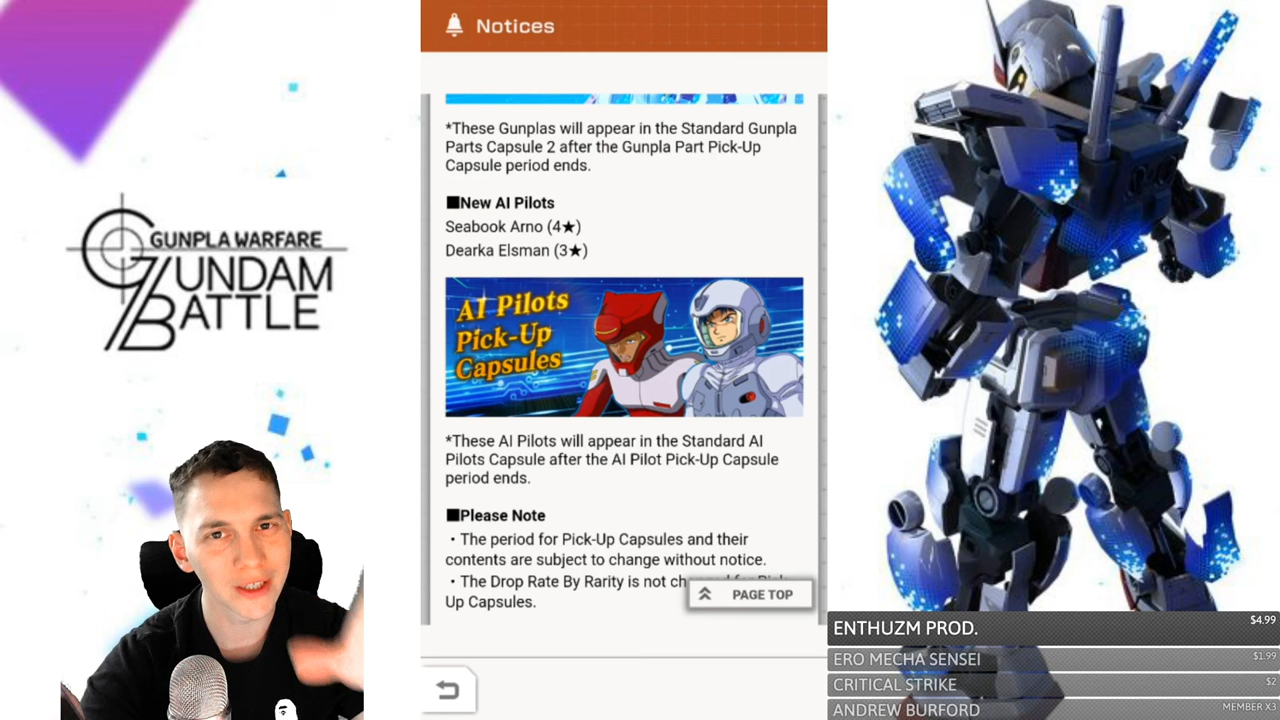 Notices
*These Gunplas will appear in the Standard Gunpla
Parts Capsule 2 after the Gunpla Part Pick-Up
Capsule period ends.
■New AI Pilots
Seabook Arno (4★)
Dearka Elsman (3★)
AI Pilots
Pick-Up
Capsules
*These AI Pilots will appear in the Standard AI
Pilots Capsule after the AI Pilot Pick-Up Capsule
period ends.
■Please Note
・The period for Pick-Up Capsules and their
contents are subject to change without notice.
・The Drop Rate By Rarity is not
Up Capsules.
PAGE TOP
GUNPLA WARFARE
GUNDAM
BATTLE
ENTHUZM PROD. $4.99
ERO MECHA SENSEI $1.99
CRITICAL STRIKE $2
ANDREW BURFORD MEMBER X3